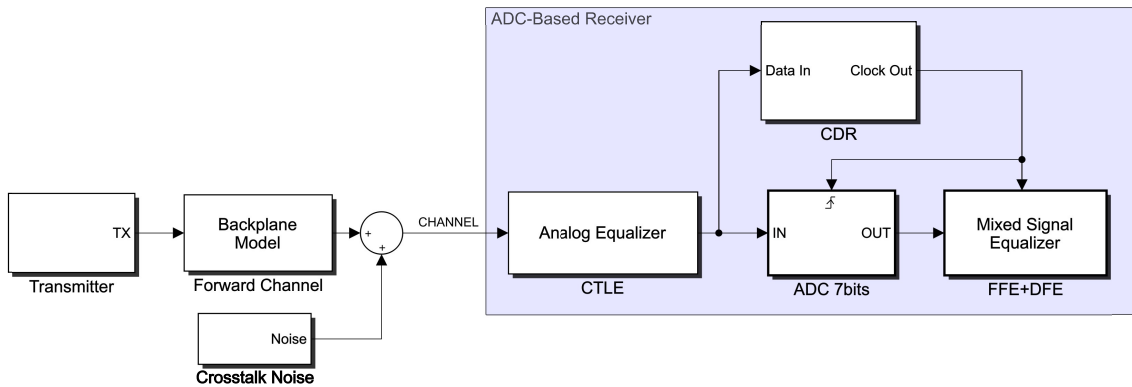 ADC-Based Receiver
Data In
Clock Out
CDR
TX
Transmitter
Backplane
Model
Forward Channel
+
+
CHANNEL
Noise
Crosstalk Noise
Analog Equalizer
CTLE
IN
OUT
ADC 7bits
Mixed Signal
Equalizer
FFE+DFE